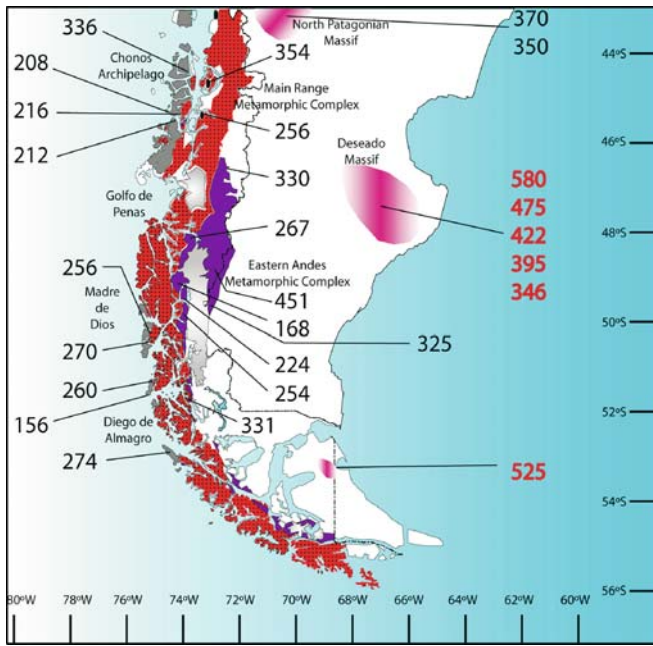 370
336
North Patagonian
Massif
350
44°S
Chonos
Archipelago
354
208
Main Range
Metamorphic Complex
216
256
46°S
212
Deseado
Massif
330
580
Golfo de
Penas
475
267
422
48°S
256
Eastern Andes
Metamorphic Complex
395
Madre
de
Dios
451
346
168
325
50°S
270
224
260
254
52°S
156
Diego de
Almagro
331
274
525
54°S
56°S
80°W
78°W
76°W
74°W
72°W
70°W
68°W
66°W
64°W
62°W
60°W